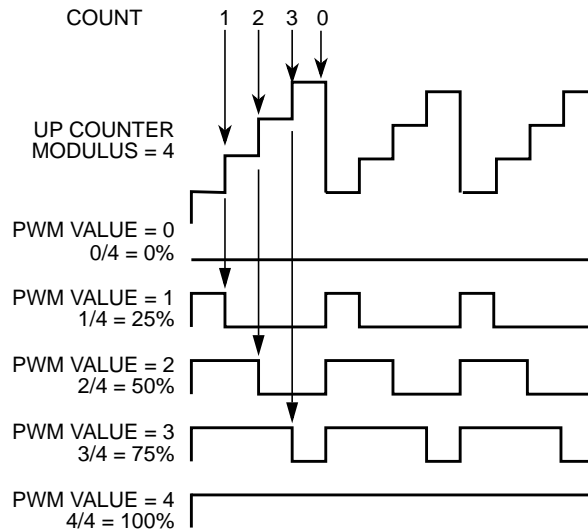 COUNT 1 2 3 0
UP COUNTER
MODULUS = 4
PWM VALUE = 0
0/4 = 0%
PWM VALUE = 1
1/4 = 25%
PWM VALUE = 2
2/4 = 50%
PWM VALUE = 3
3/4 = 75%
PWM VALUE = 4
4/4 = 100%